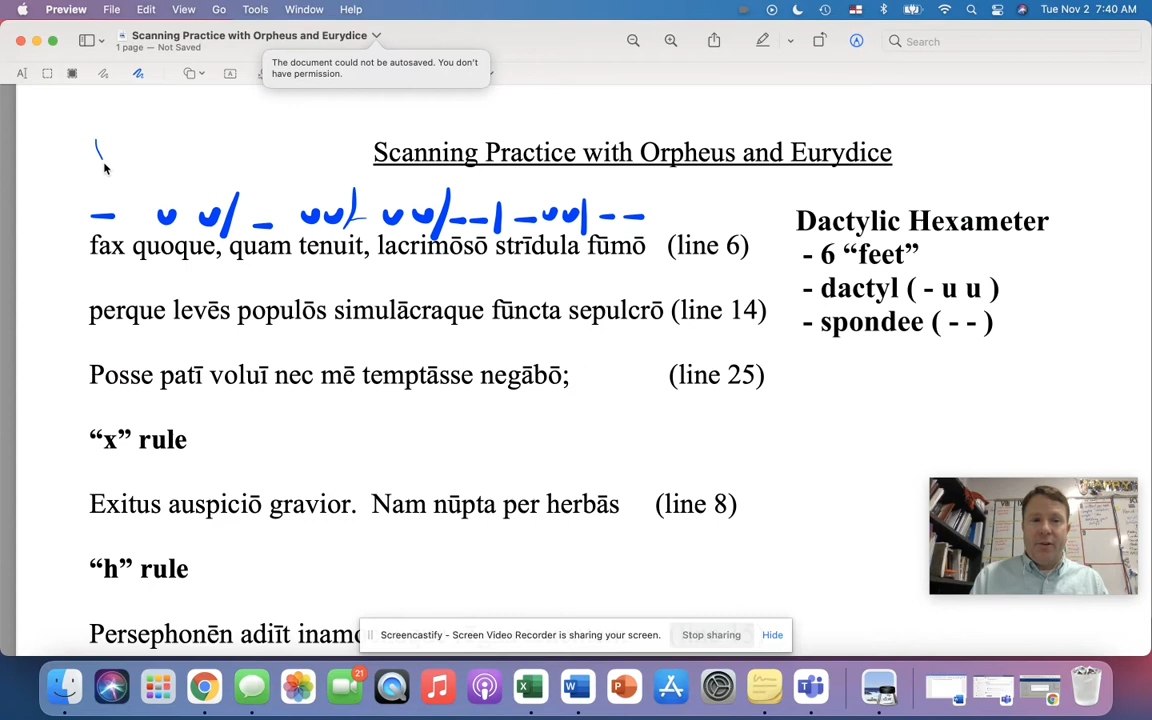 Preview File Edit View Go Tools Window Help Tue Nov 2 7:40 AM
Scanning Practice with Orpheus and Eurydice
1 page — Not Saved
Search
The document could not be autosaved. You don't
have permission.
Scanning Practice with Orpheus and Eurydice
fax quoque, quam tenuit, lacrimōsō strīdula fūmō (line 6)
Dactylic Hexameter
- 6 “feet”
- dactyl ( - u u )
- spondee ( - - )
perque levēs populōs simulācraque fūncta sepulcrō (line 14)
Posse patī voluī nec mē temptāsse negābō; (line 25)
“x” rule
Exitus auspiciō gravior. Nam nūpta per herbās (line 8)
“h” rule
Persephonēn adiīt inamo
Screencastify - Screen Video Recorder is sharing your screen. Stop sharing Hide
21